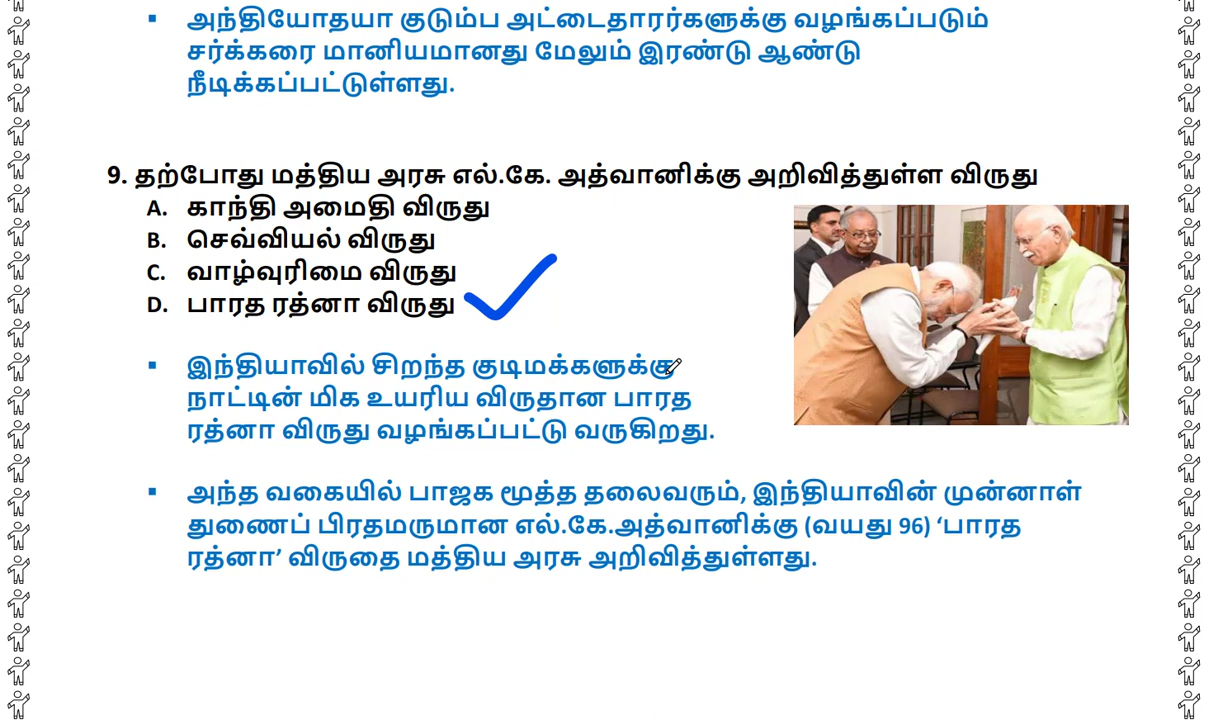 ▪ அந்தியோதயா குடும்ப அட்டைதாரர்களுக்கு வழங்கப்படும்
சர்க்கரை மானியமானது மேலும் இரண்டு ஆண்டு
நீடிக்கப்பட்டுள்ளது.
9. தற்போது மத்திய அரசு எல்.கே. அத்வானிக்கு அறிவித்துள்ள விருது
A. காந்தி அமைதி விருது
B. செவ்வியல் விருது
C. வாழ்வுரிமை விருது
D. பாரத ரத்னா விருது
▪ இந்தியாவில் சிறந்த குடிமக்களுக்கு
நாட்டின் மிக உயரிய விருதான பாரத
ரத்னா விருது வழங்கப்பட்டு வருகிறது.
▪ அந்த வகையில் பாஜக மூத்த தலைவரும், இந்தியாவின் முன்னாள்
துணைப் பிரதமருமான எல்.கே.அத்வானிக்கு (வயது 96) ‘பாரத
ரத்னா’ விருதை மத்திய அரசு அறிவித்துள்ளது.